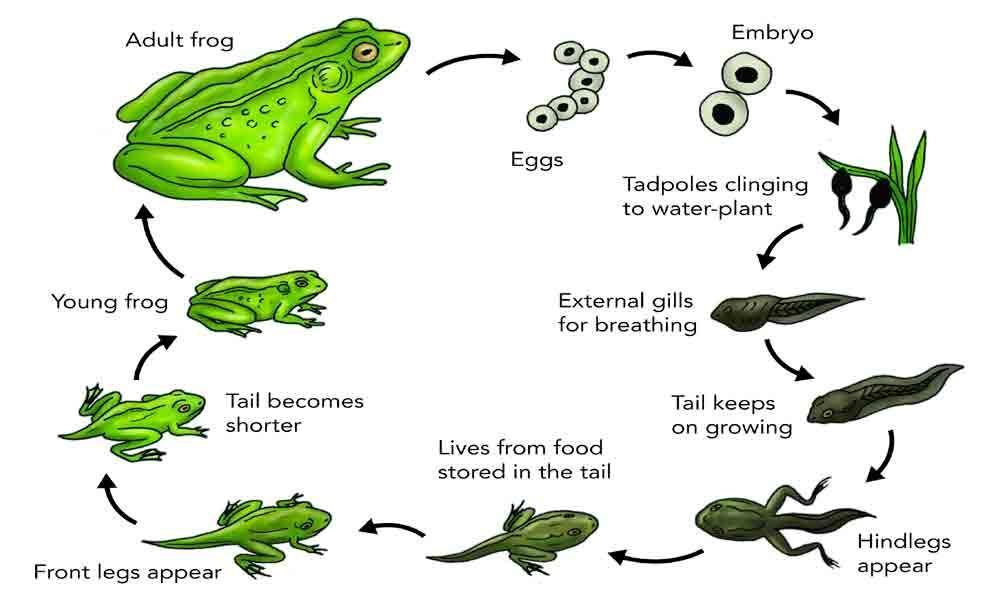 Adult frog
Eggs
Embryo
Tadpoles clinging
to water-plant
External gills
for breathing
Tail keeps
on growing
Hindlegs
appear
Lives from food
stored in the tail
Front legs appear
Tail becomes
shorter
Young frog